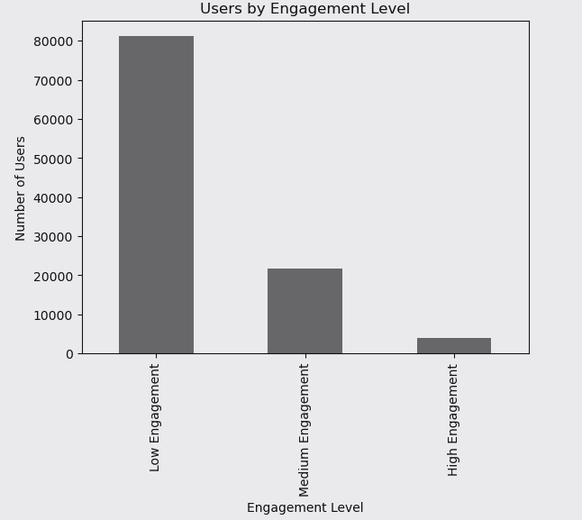 Users by Engagement Level
80000
70000
60000
50000
40000
30000
20000
10000
0
Number of Users
Low Engagement
Medium Engagement
High Engagement
Engagement Level